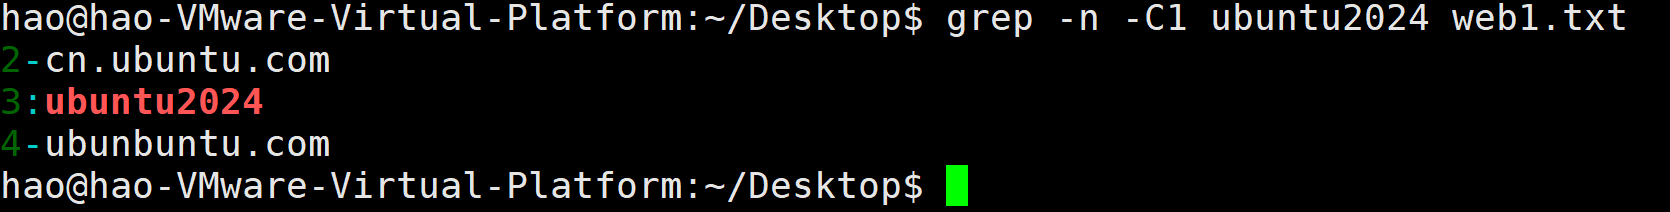 hao@hao-VMware-Virtual-Platform:~/Desktop$ grep -n -C1 ubuntu2024 web1.txt
2-cn.ubuntu.com
3:ubuntu2024
4-ubunbuntu.com
hao@hao-VMware-Virtual-Platform:~/Desktop$